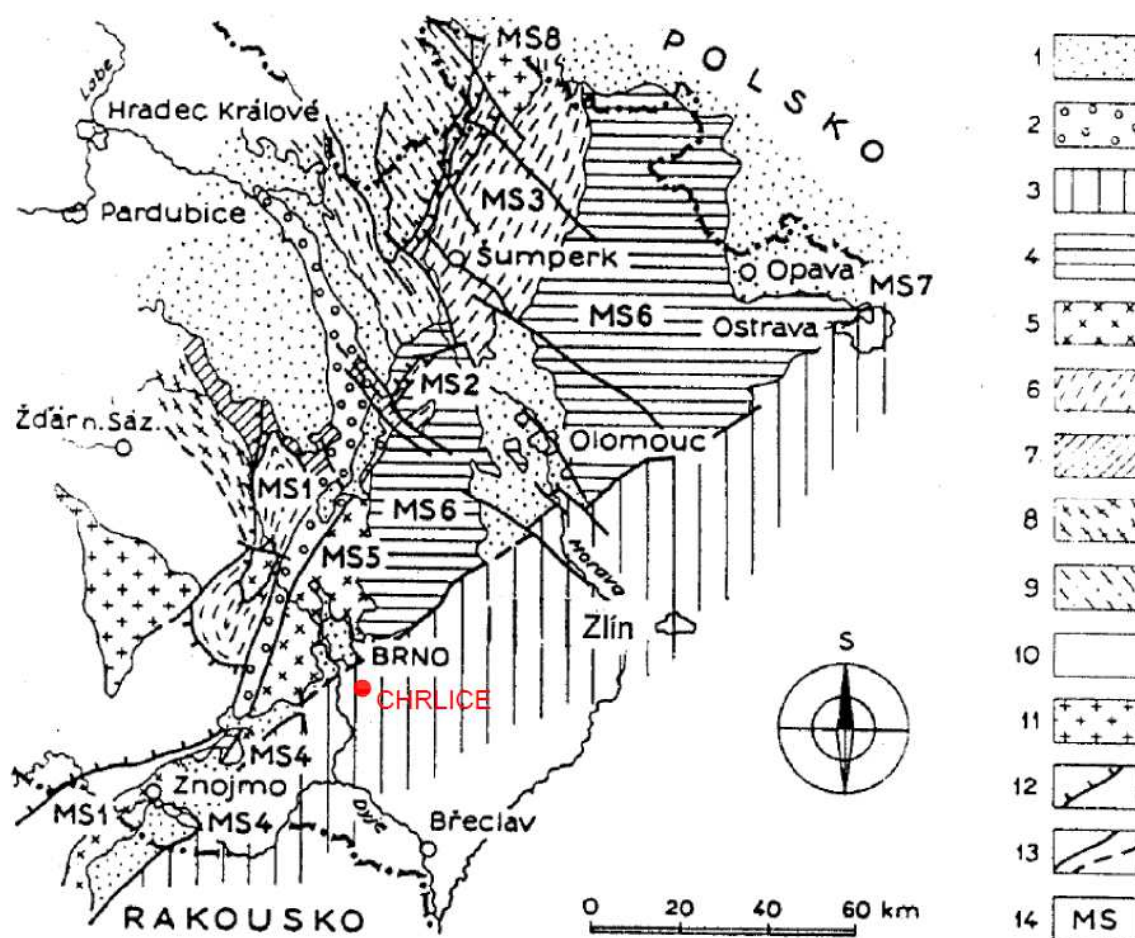 MS8
POLSKO
Labe
Hradec Králové
Pardubice
MS3
Šumperk
Opava
MS7
MS6
Ostrava
MS2
Žďár n. Sáz.
Olomouc
MS1
MS6
MS5
Morava
Zlín
BRNO
CHRLICE
S
MS4
Znojmo
MS1
MS4
Dyje
Břeclav
RAKOUSKO
0 20 40 60 km
1
2
3
4
5
6
7
8
9
10
11
12
13
14 MS